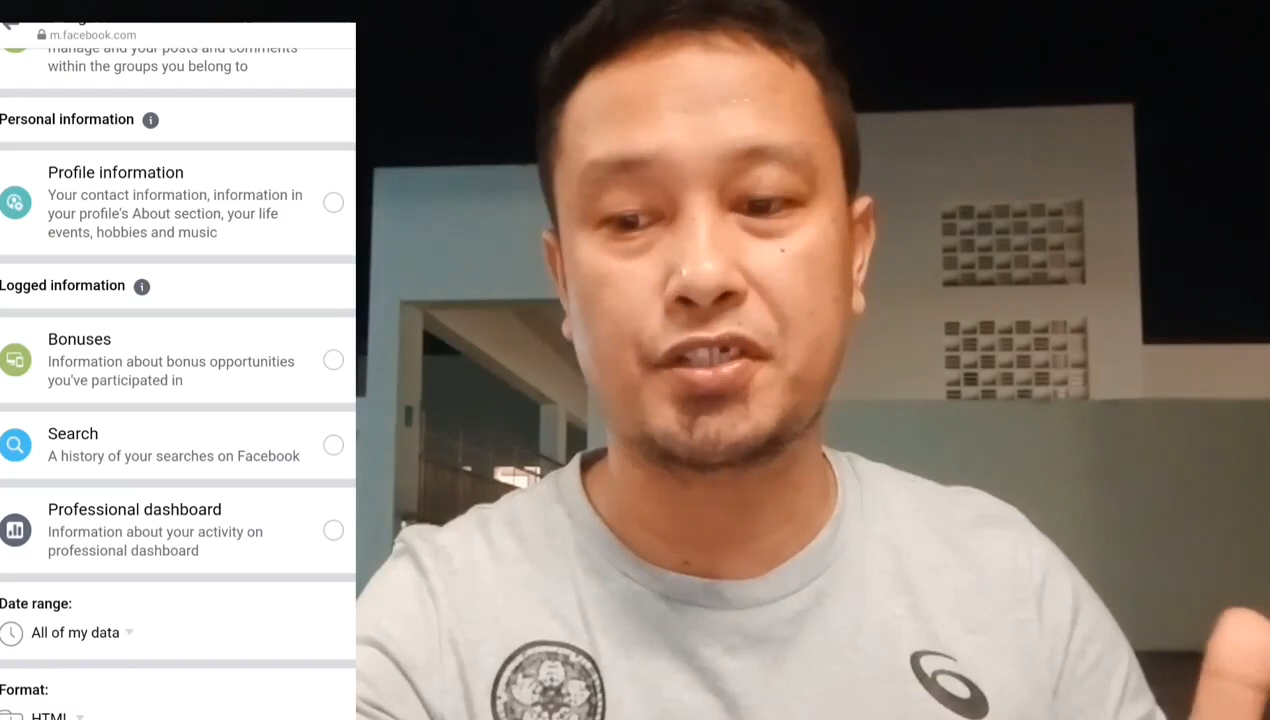 m.facebook.com
manage and your posts and comments
within the groups you belong to
Personal information
Profile information
Your contact information, information in
your profile's About section, your life
events, hobbies and music
Logged information
Bonuses
Information about bonus opportunities
you've participated in
Search
A history of your searches on Facebook
Professional dashboard
Information about your activity on
professional dashboard
Date range:
All of my data
Format:
HTML